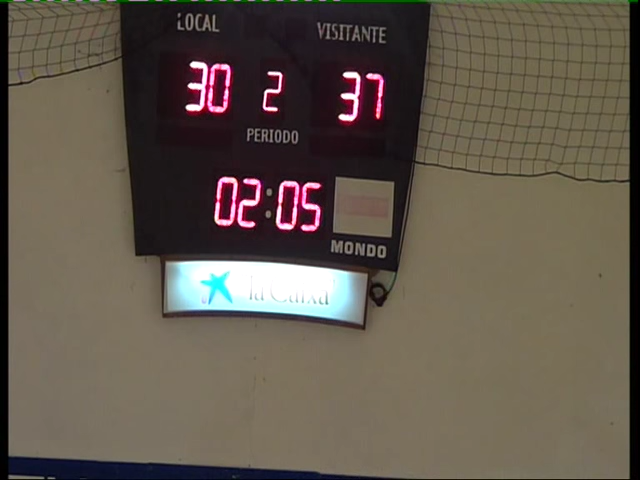 LOCAL VISITANTE
30 2 37
PERIODO
02:05
MONDO
la Caixa